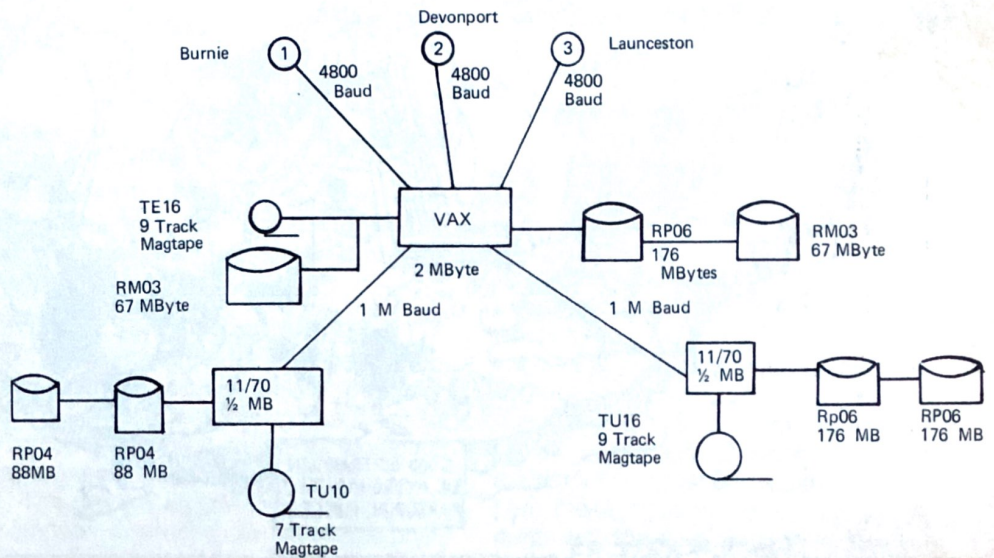 Devonport
Burnie
1
2
3
Launceston
4800
Baud
4800
Baud
4800
Baud
TE16
9 Track
Magtape
VAX
RP06
176
MBytes
RM03
67 MByte
2 MByte
RM03
67 MByte
1 M Baud
1 M Baud
11/70
½ MB
11/70
½ MB
RP04
88MB
RP04
88 MB
TU10
7 Track
Magtape
TU16
9 Track
Magtape
Rp06
176 MB
RP06
176 MB